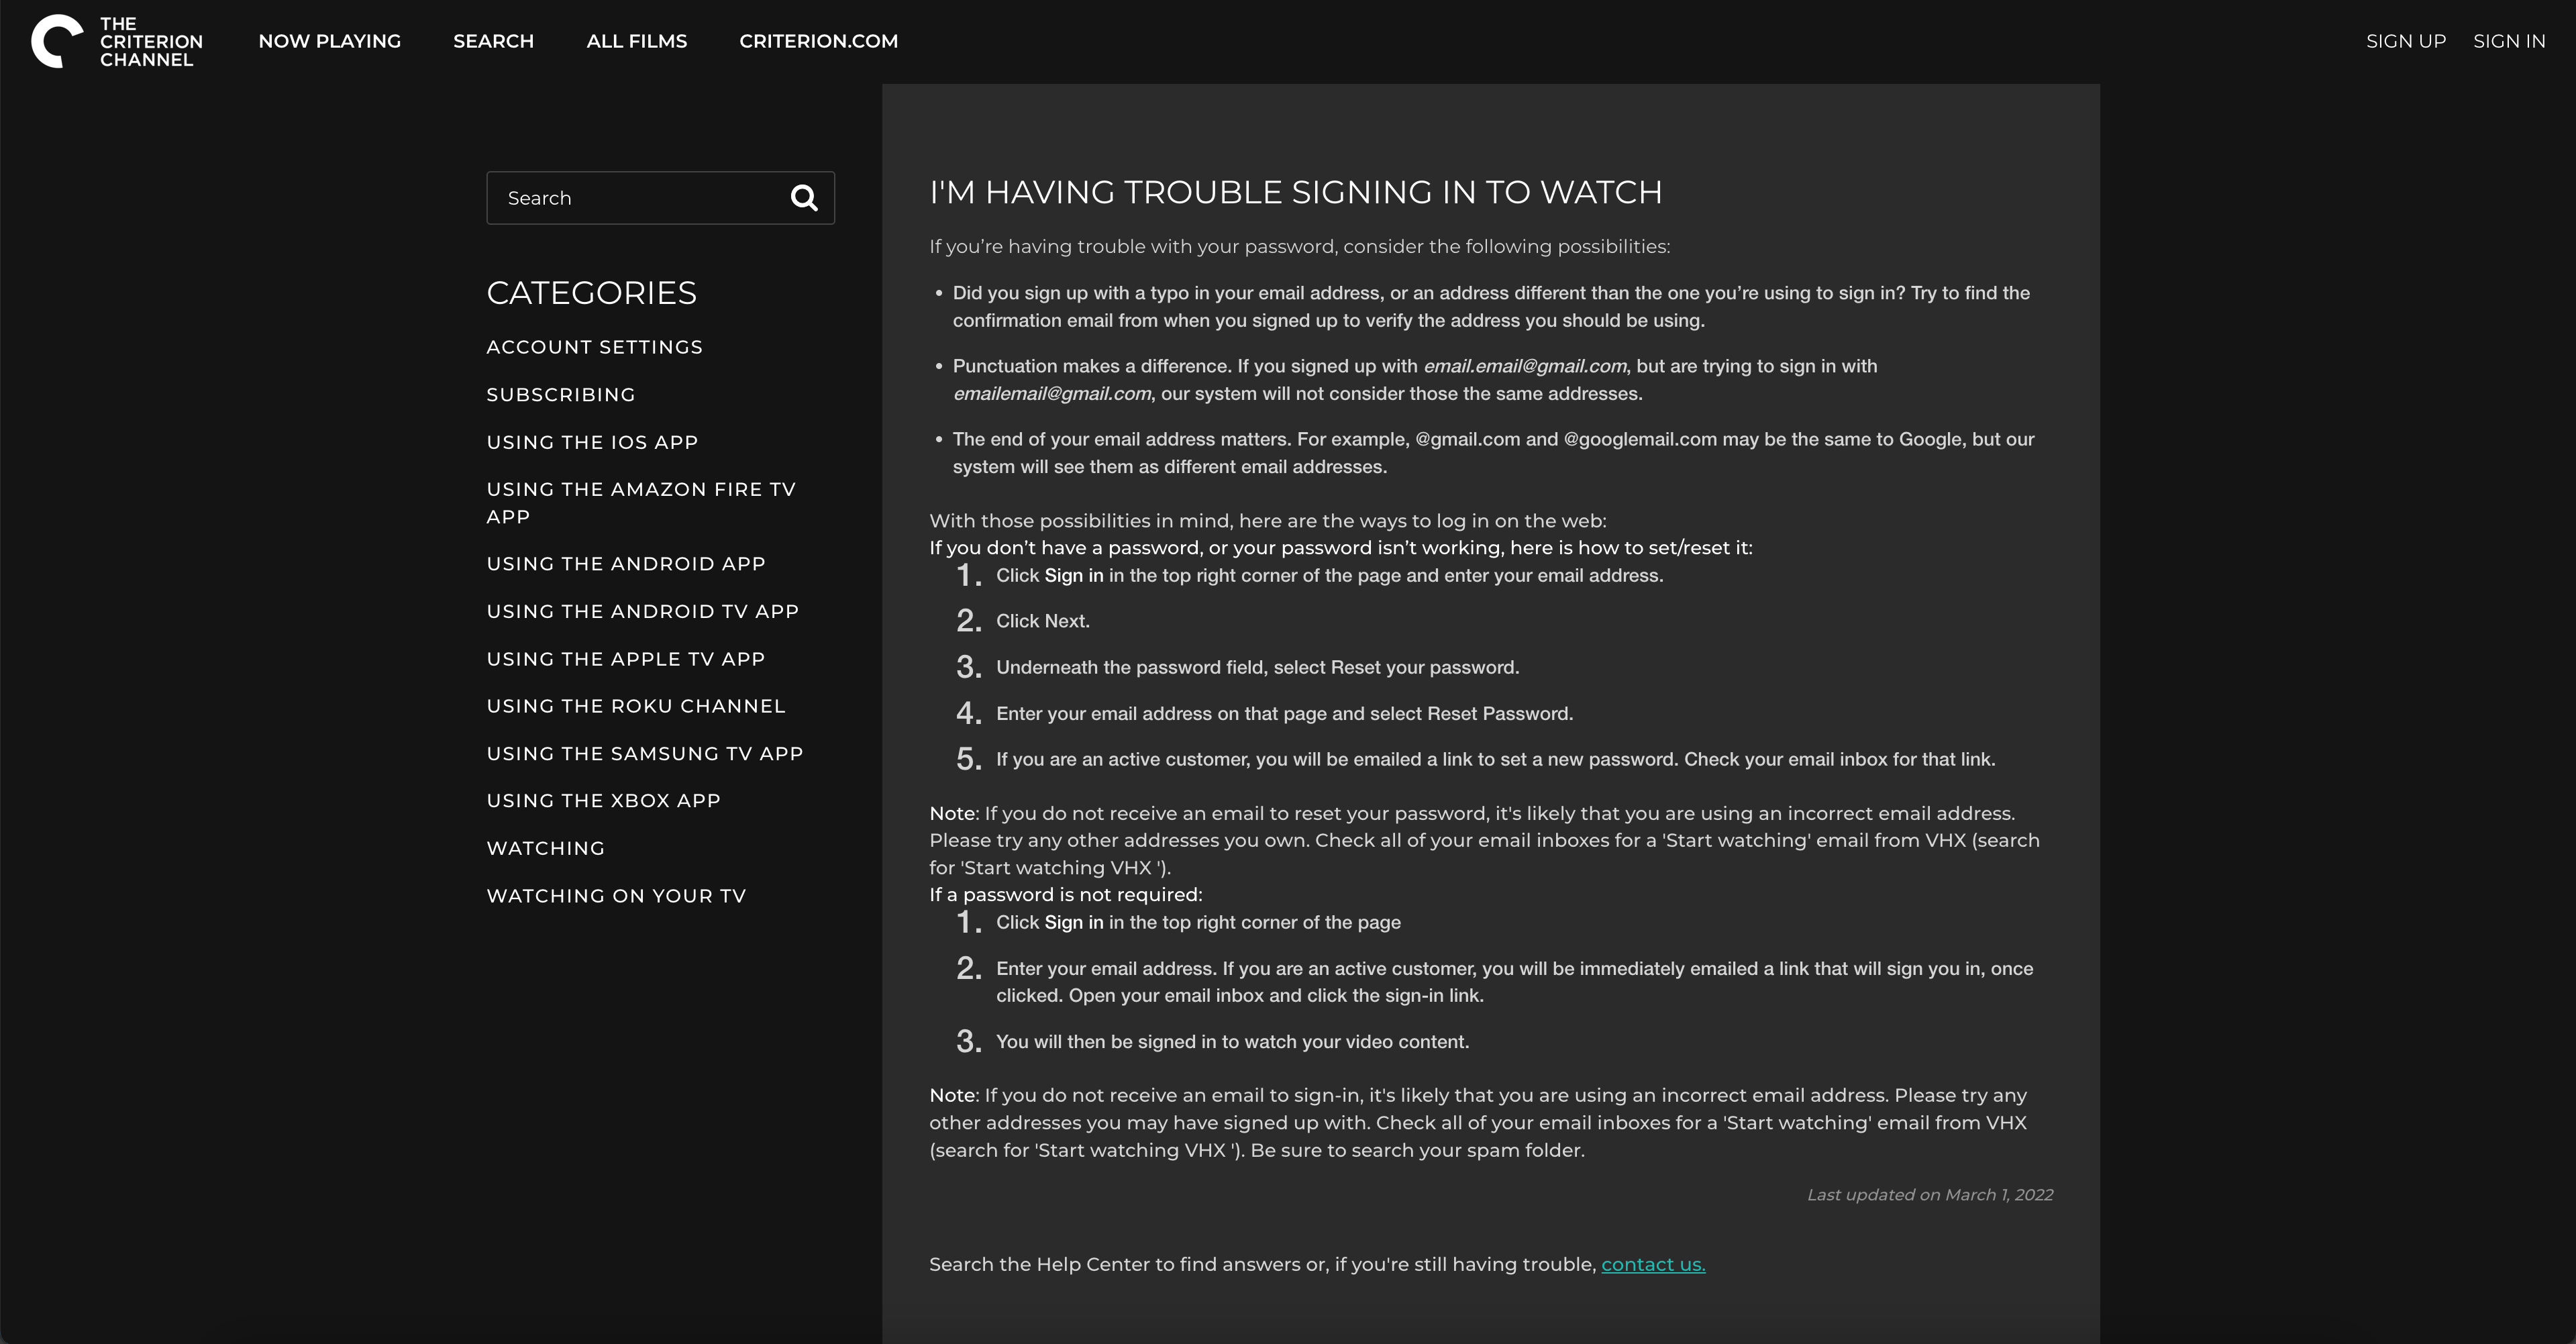 THE
CRITERION
CHANNEL
NOW PLAYING
SEARCH
ALL FILMS
CRITERION.COM
SIGN UP
SIGN IN
Search
CATEGORIES
ACCOUNT SETTINGS
SUBSCRIBING
USING THE IOS APP
USING THE AMAZON FIRE TV
APP
USING THE ANDROID APP
USING THE ANDROID TV APP
USING THE APPLE TV APP
USING THE ROKU CHANNEL
USING THE SAMSUNG TV APP
USING THE XBOX APP
WATCHING
WATCHING ON YOUR TV
I'M HAVING TROUBLE SIGNING IN TO WATCH
If you’re having trouble with your password, consider the following possibilities:
• Did you sign up with a typo in your email address, or an address different than the one you’re using to sign in? Try to find the
confirmation email from when you signed up to verify the address you should be using.
• Punctuation makes a difference. If you signed up with email.email@gmail.com, but are trying to sign in with
emailemail@gmail.com, our system will not consider those the same addresses.
• The end of your email address matters. For example, @gmail.com and @googlemail.com may be the same to Google, but our
system will see them as different email addresses.
With those possibilities in mind, here are the ways to log in on the web:
If you don’t have a password, or your password isn’t working, here is how to set/reset it:
1. Click Sign in in the top right corner of the page and enter your email address.
2. Click Next.
3. Underneath the password field, select Reset your password.
4. Enter your email address on that page and select Reset Password.
5. If you are an active customer, you will be emailed a link to set a new password. Check your email inbox for that link.
Note: If you do not receive an email to reset your password, it's likely that you are using an incorrect email address.
Please try any other addresses you own. Check all of your email inboxes for a 'Start watching' email from VHX (search
for 'Start watching VHX ').
If a password is not required:
1. Click Sign in in the top right corner of the page
2. Enter your email address. If you are an active customer, you will be immediately emailed a link that will sign you in, once
clicked. Open your email inbox and click the sign-in link.
3. You will then be signed in to watch your video content.
Note: If you do not receive an email to sign-in, it's likely that you are using an incorrect email address. Please try any
other addresses you may have signed up with. Check all of your email inboxes for a 'Start watching' email from VHX
(search for 'Start watching VHX '). Be sure to search your spam folder.
Last updated on March 1, 2022
Search the Help Center to find answers or, if you're still having trouble, contact us.